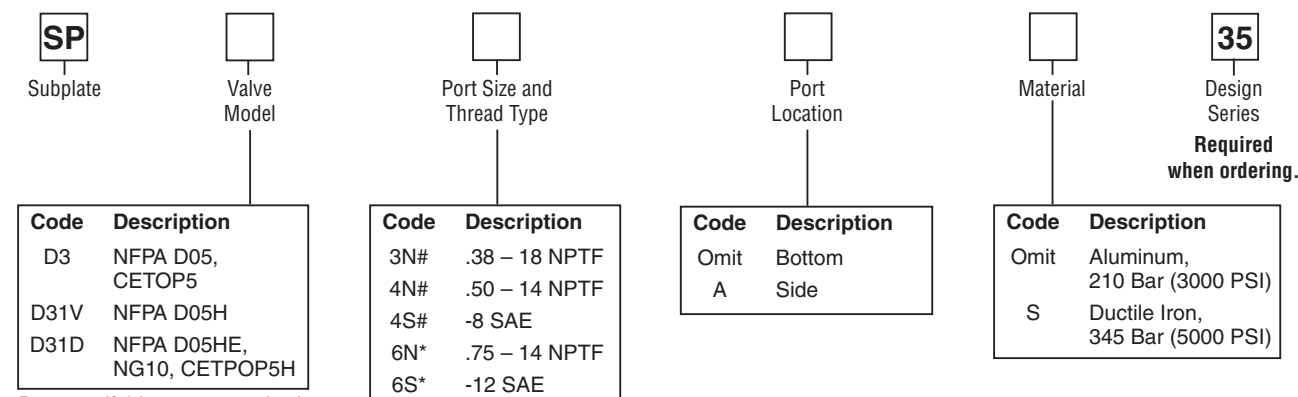 SP
35
Subplate
Valve
Model
Port Size and
Thread Type
Port
Location
Material
Design
Series
Required
when ordering.
Code Description
D3 NFPA D05,
CETOP5
D31V NFPA D05H
D31D NFPA D05HE,
NG10, CETPOP5H
Code Description
3N# .38 – 18 NPTF
4N# .50 – 14 NPTF
4S# -8 SAE
6N* .75 – 14 NPTF
6S* -12 SAE
Code Description
Omit Bottom
A Side
Code Description
Omit Aluminum,
210 Bar (3000 PSI)
S Ductile Iron,
345 Bar (5000 PSI)